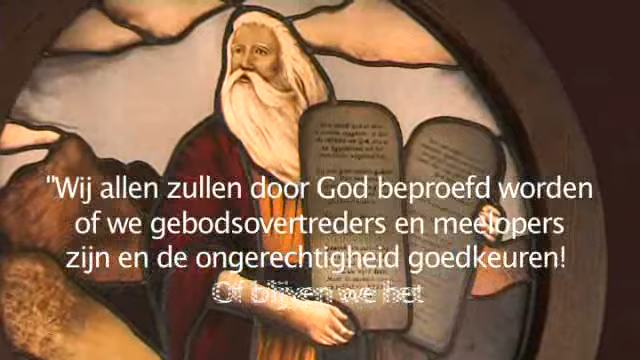 "Wij allen zullen door God beproefd worden
of we gebodsovertreders en meelopers
zijn en de ongerechtigheid goedkeuren!
Of blijven we het